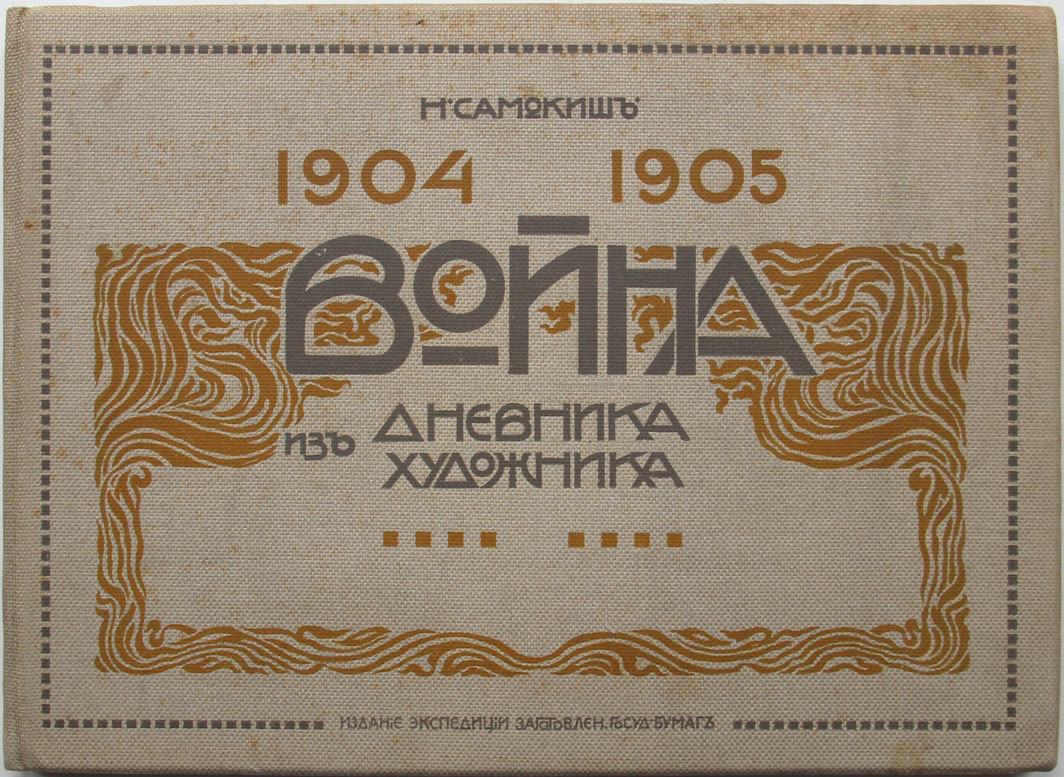 Н·САМОКИШЪ·
1904 1905
ВОЙНА
ИЗЪ ДНЕВНИКА
ХУДОЖНИКА
ИЗДАНІЕ ЭКСПЕДИЦІИ ЗАГОТОВЛЕН. ГОСУД·БУМАГЪ